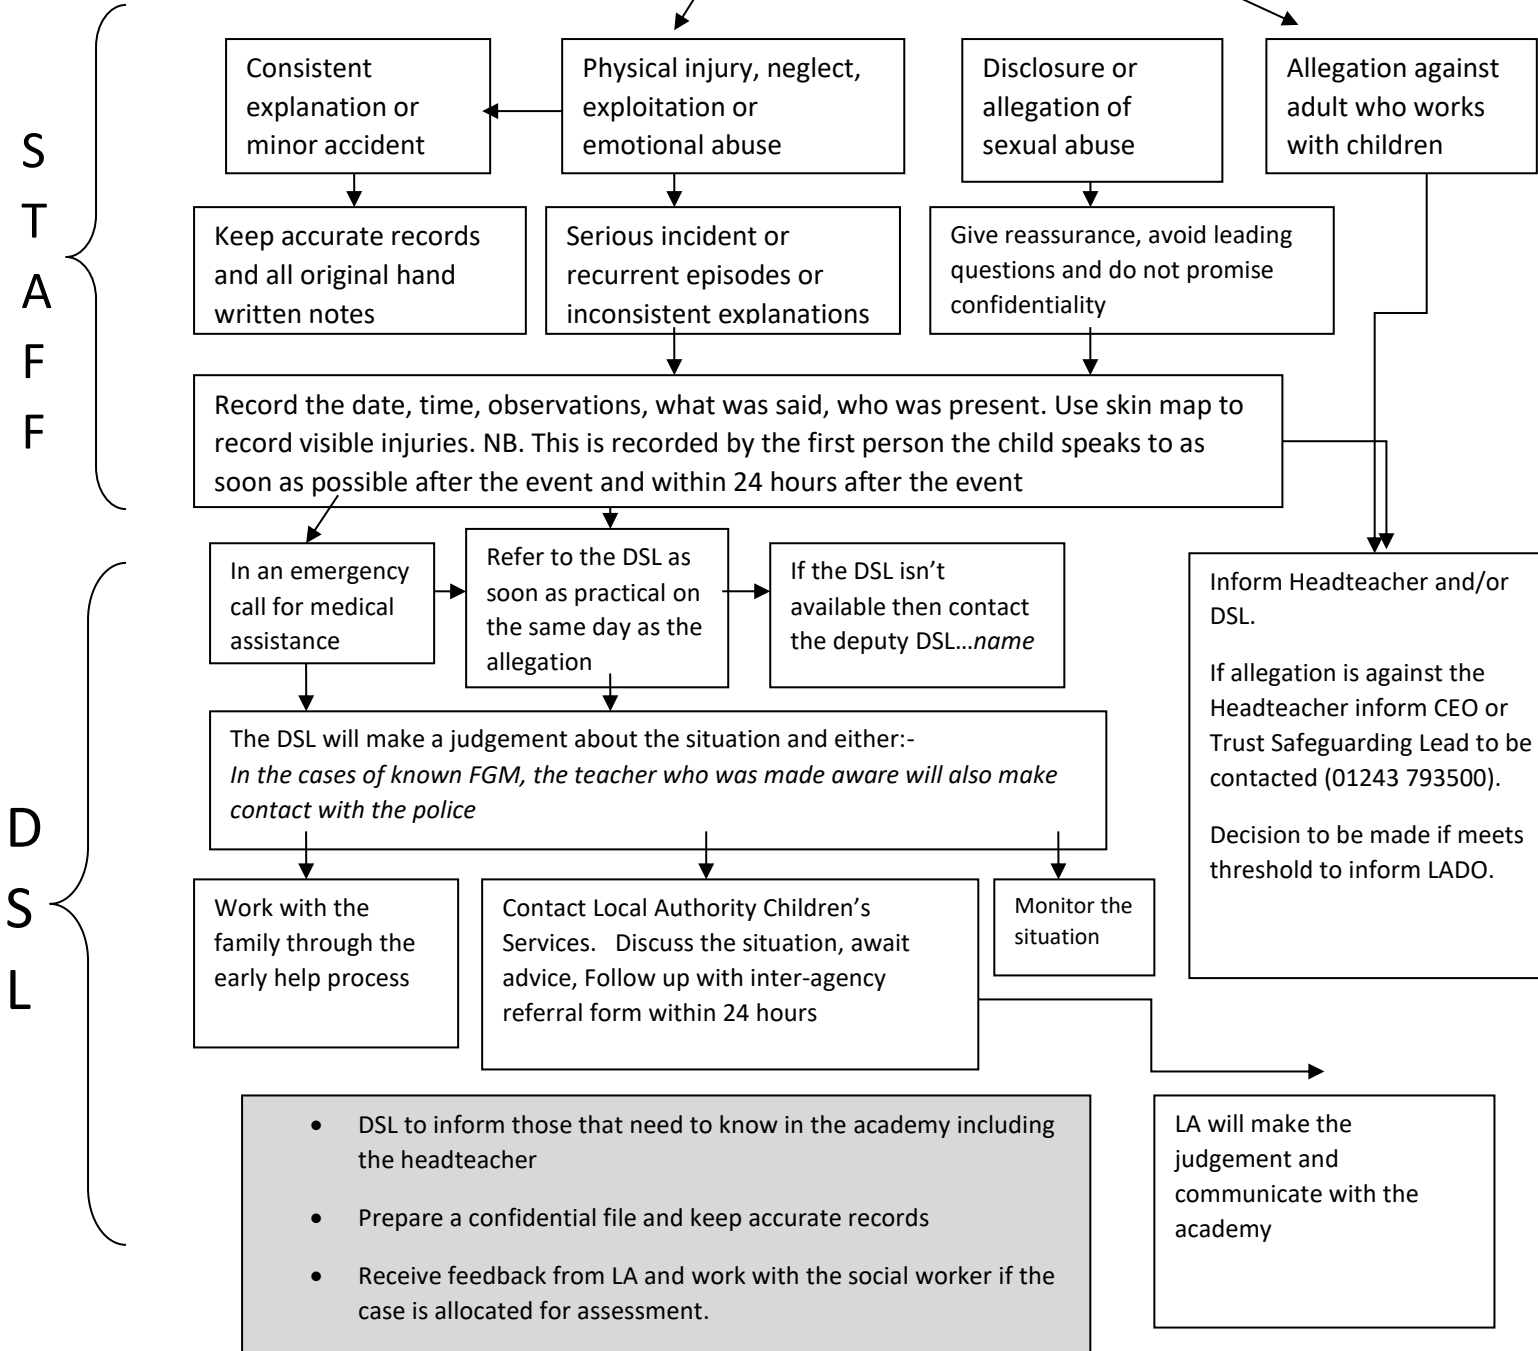 S
T
A
F
F
Consistent
explanation or
minor accident
Physical injury, neglect,
exploitation or
emotional abuse
Disclosure or
allegation of
sexual abuse
Allegation against
adult who works
with children
Keep accurate records
and all original hand
written notes
Serious incident or
recurrent episodes or
inconsistent explanations
Give reassurance, avoid leading
questions and do not promise
confidentiality
Record the date, time, observations, what was said, who was present. Use skin map to
record visible injuries. NB. This is recorded by the first person the child speaks to as
soon as possible after the event and within 24 hours after the event
D
S
L
In an emergency
call for medical
assistance
Refer to the DSL as
soon as practical on
the same day as the
allegation
If the DSL isn’t
available then contact
the deputy DSL…name
Inform Headteacher and/or
DSL.
If allegation is against the
Headteacher inform CEO or
Trust Safeguarding Lead to be
contacted (01243 793500).
Decision to be made if meets
threshold to inform LADO.
The DSL will make a judgement about the situation and either:-
In the cases of known FGM, the teacher who was made aware will also make
contact with the police
Work with the
family through the
early help process
Contact Local Authority Children’s
Services.   Discuss the situation, await
advice, Follow up with inter-agency
referral form within 24 hours
Monitor the
situation
• DSL to inform those that need to know in the academy including
the headteacher
• Prepare a confidential file and keep accurate records
• Receive feedback from LA and work with the social worker if the
case is allocated for assessment.
LA will make the
judgement and
communicate with the
academy